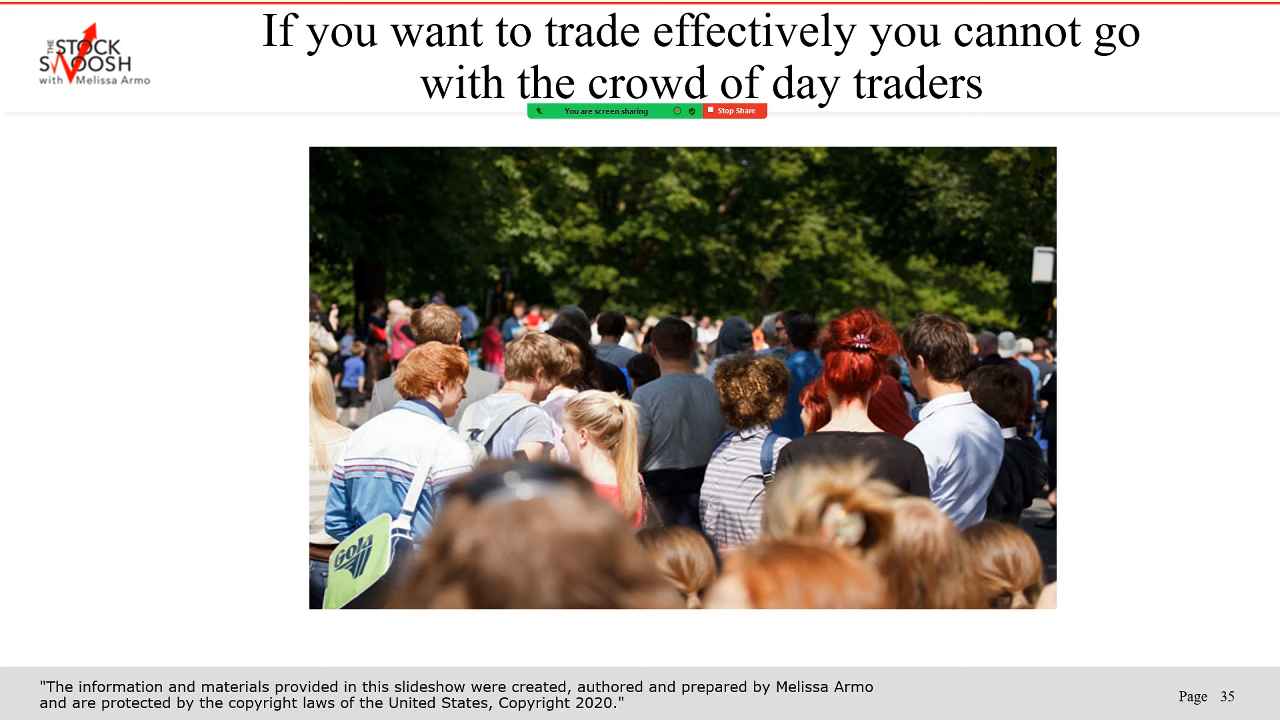 If you want to trade effectively you cannot go
with the crowd of day traders
THE STOCK
SWOOSH
with Melissa Armo
You are screen sharing
Stop Share
GOLA
"The information and materials provided in this slideshow were created, authored and prepared by Melissa Armo
and are protected by the copyright laws of the United States, Copyright 2020."
Page 35